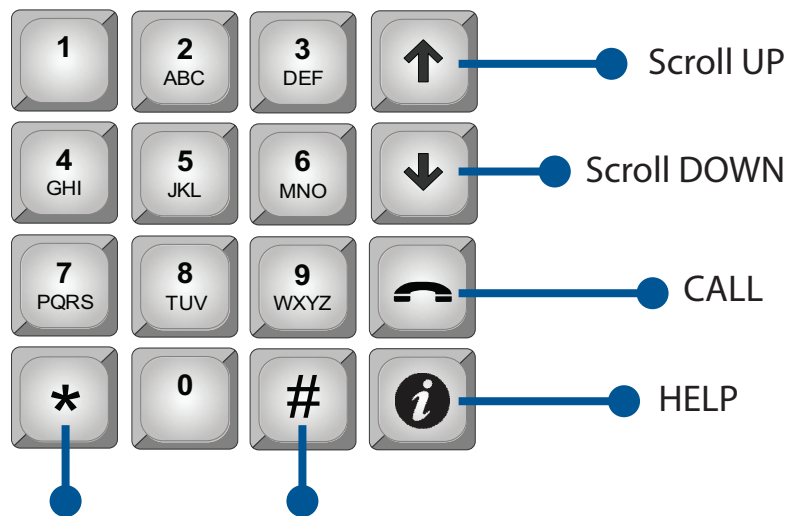 1
2
ABC
3
DEF
Scroll UP
4
GHI
5
JKL
6
MNO
Scroll DOWN
7
PQRS
8
TUV
9
WXYZ
CALL
*
0
#
i
HELP